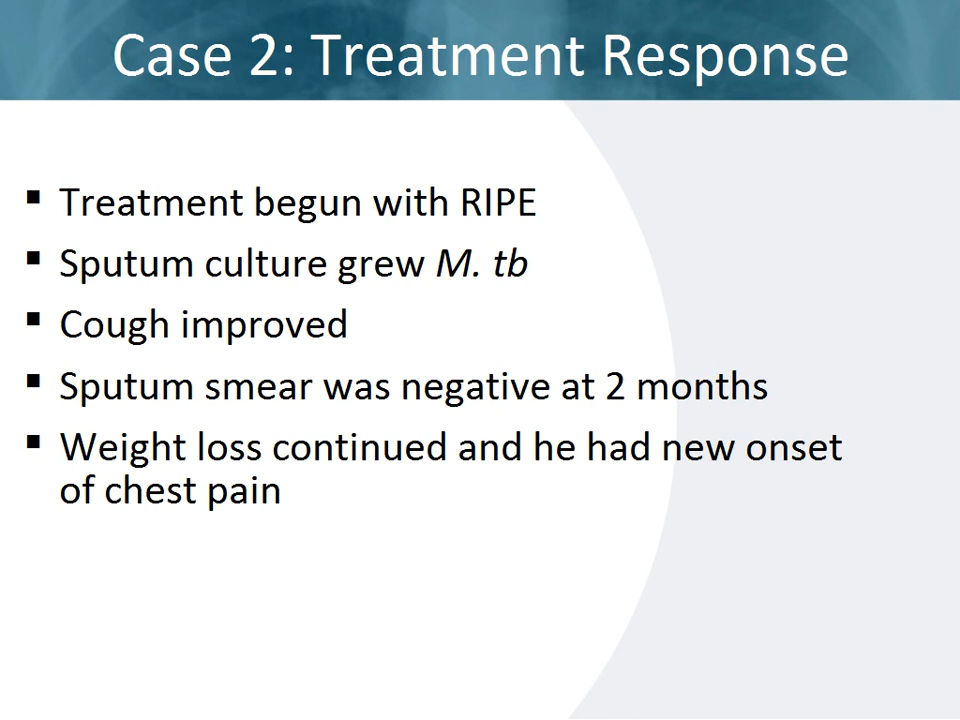 Case 2: Treatment Response
▪ Treatment begun with RIPE
▪ Sputum culture grew M. tb
▪ Cough improved
▪ Sputum smear was negative at 2 months
▪ Weight loss continued and he had new onset
of chest pain